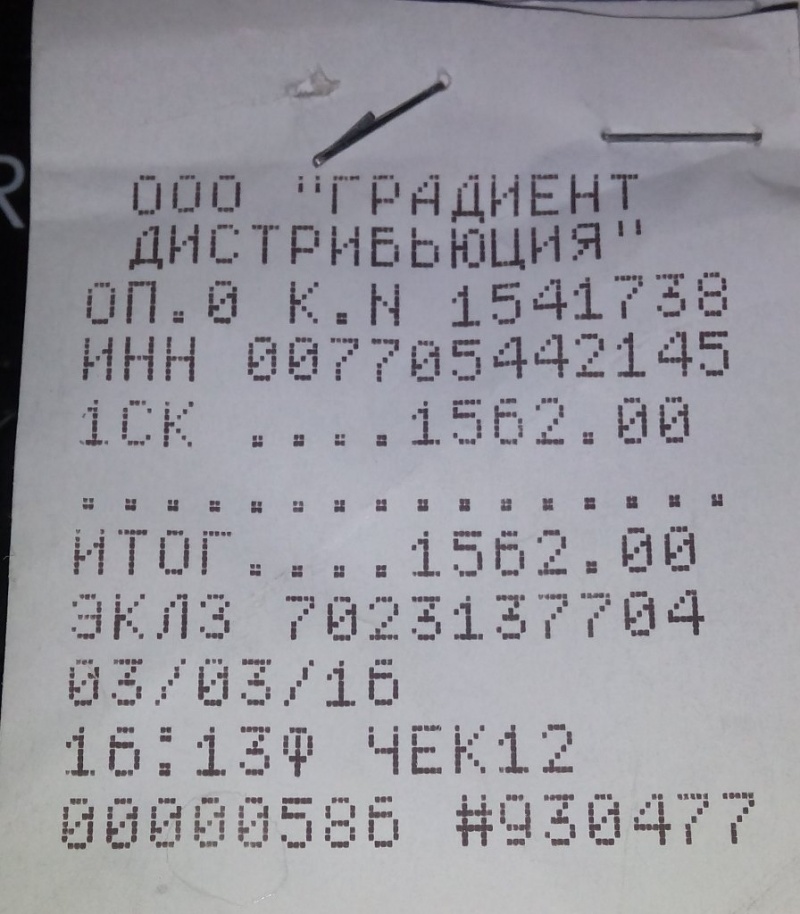 ООО "ГРАДИЕНТ
ДИСТРИБЬЮЦИЯ"
ОП.0 К.N 1541738
ИНН 007705442145
1СК ....1562.00
................
ИТОГ....1562.00
ЭКЛЗ 7023137704
03/03/16
16:13Ф ЧЕК12
00000586 #930477
R